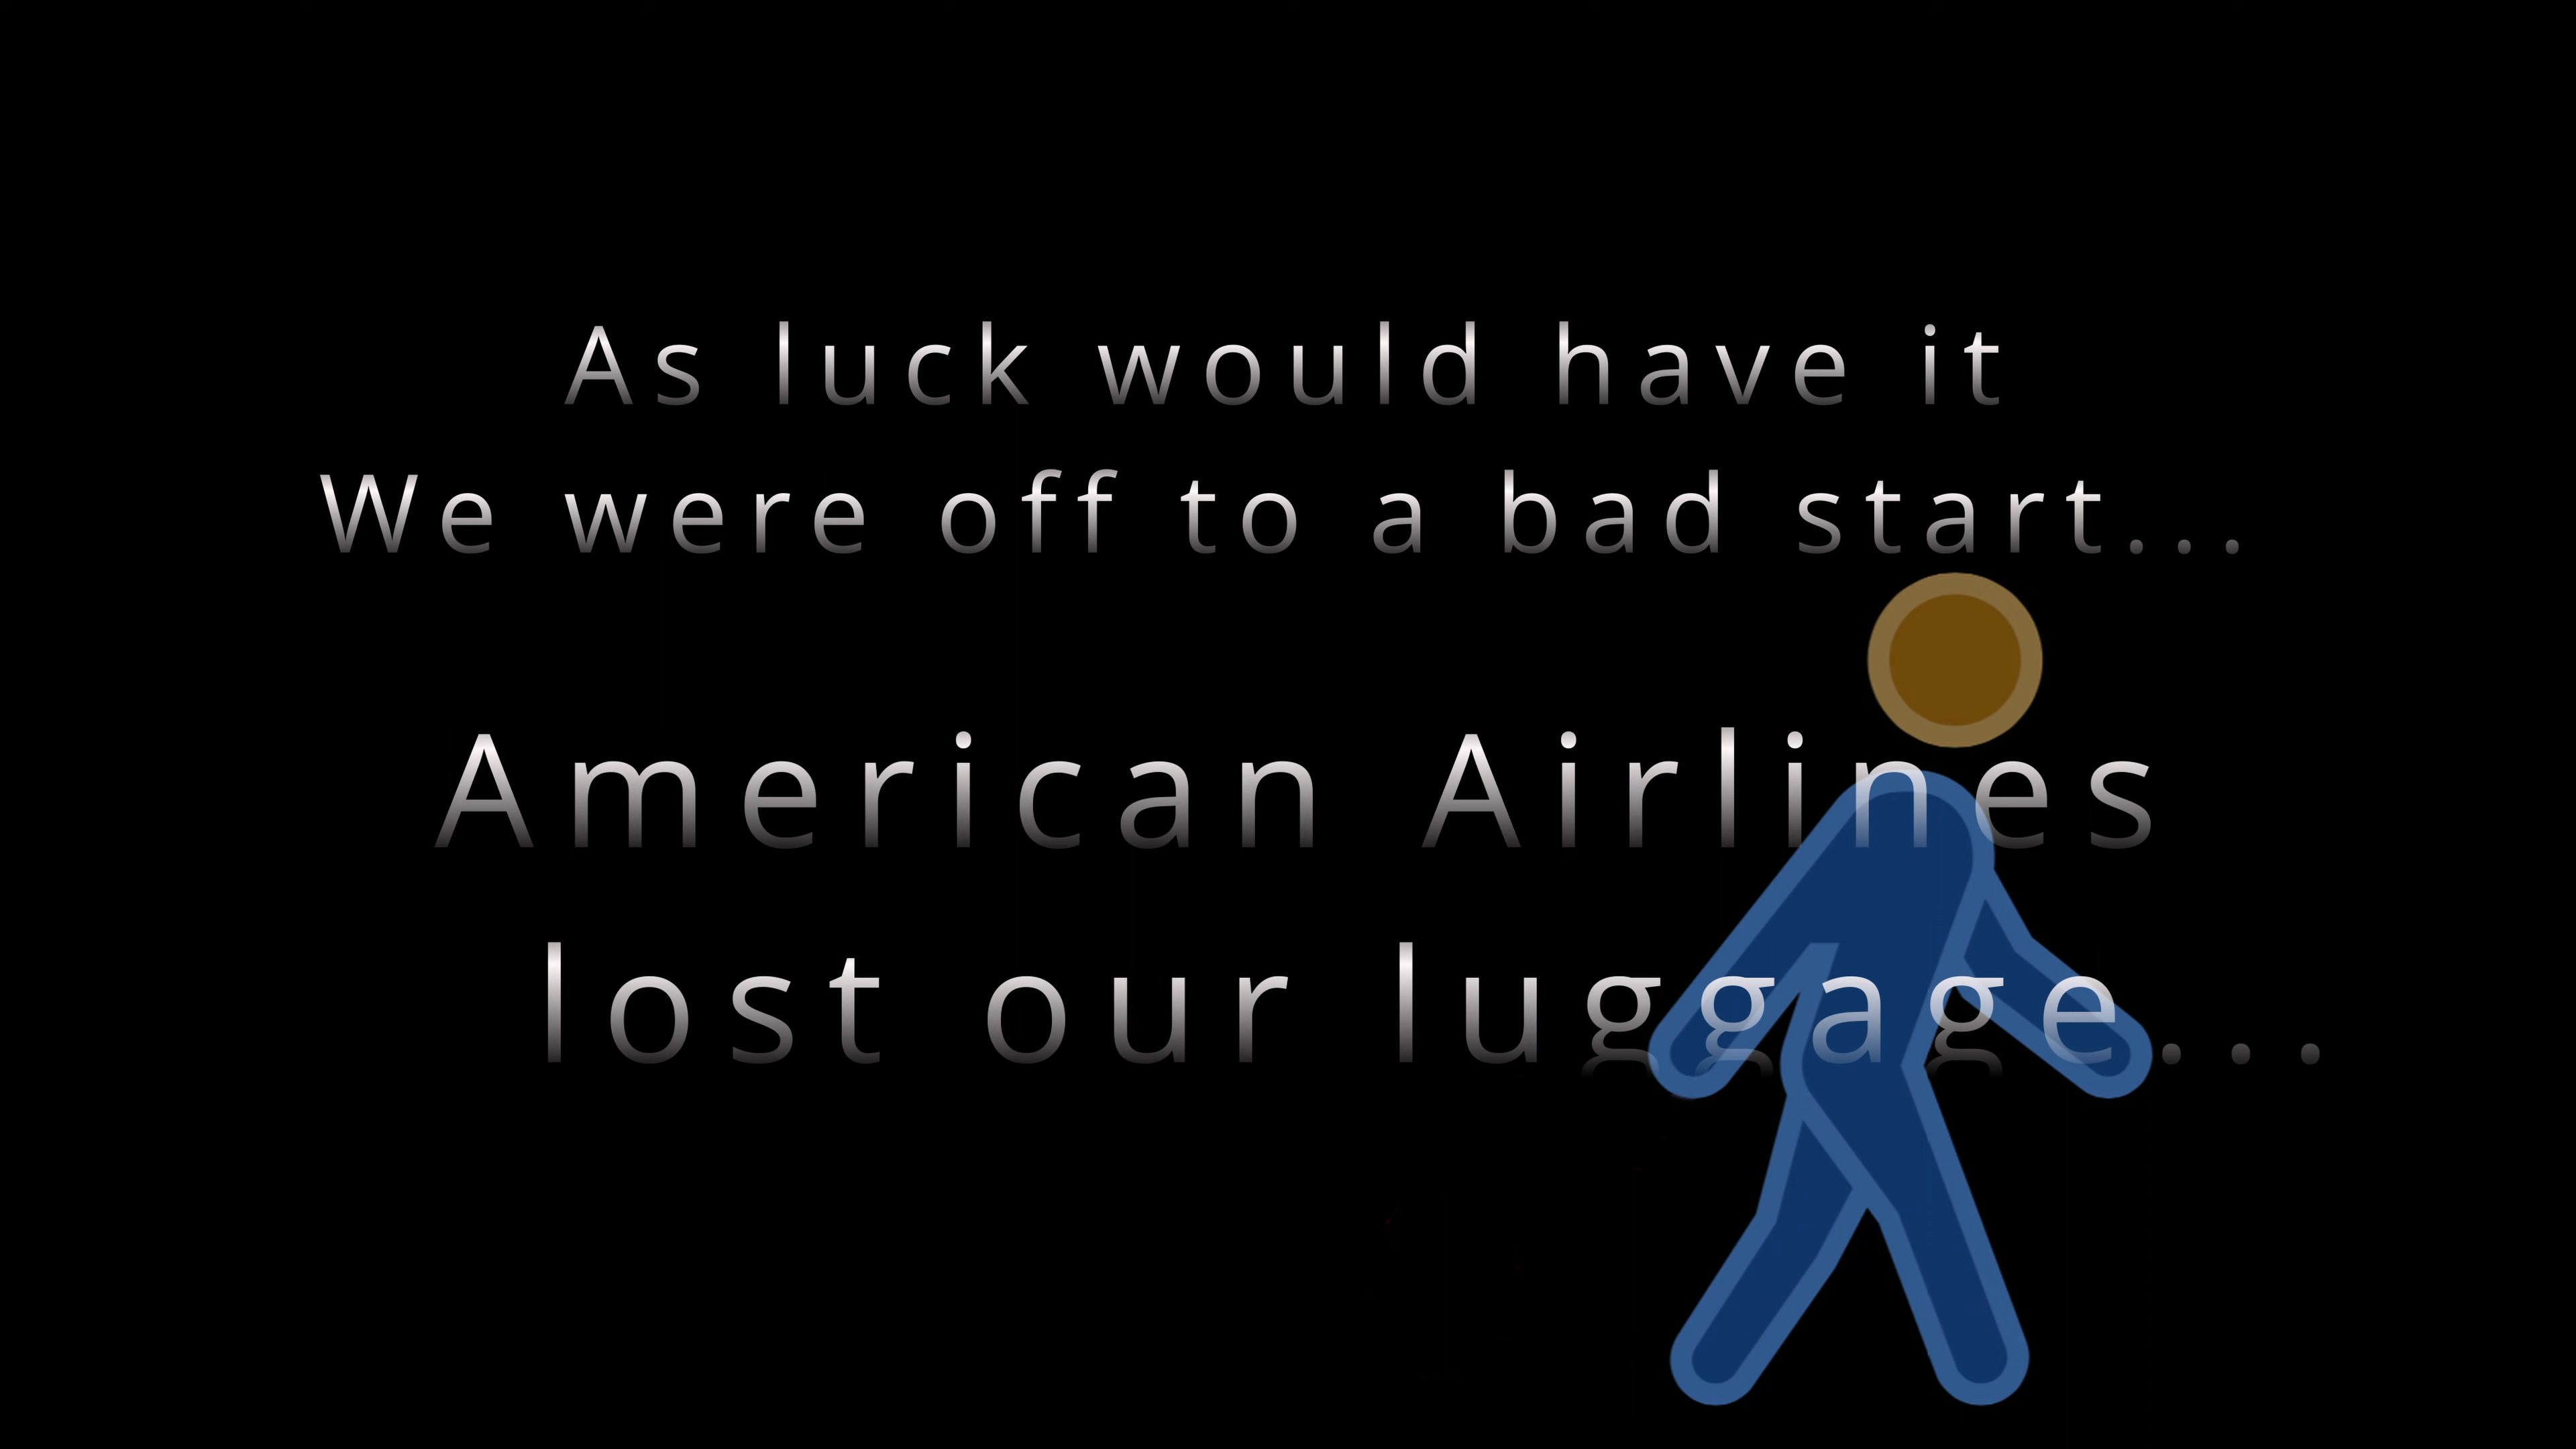 As luck would have it
We were off to a bad start...
American Airlines
lost our luggage...